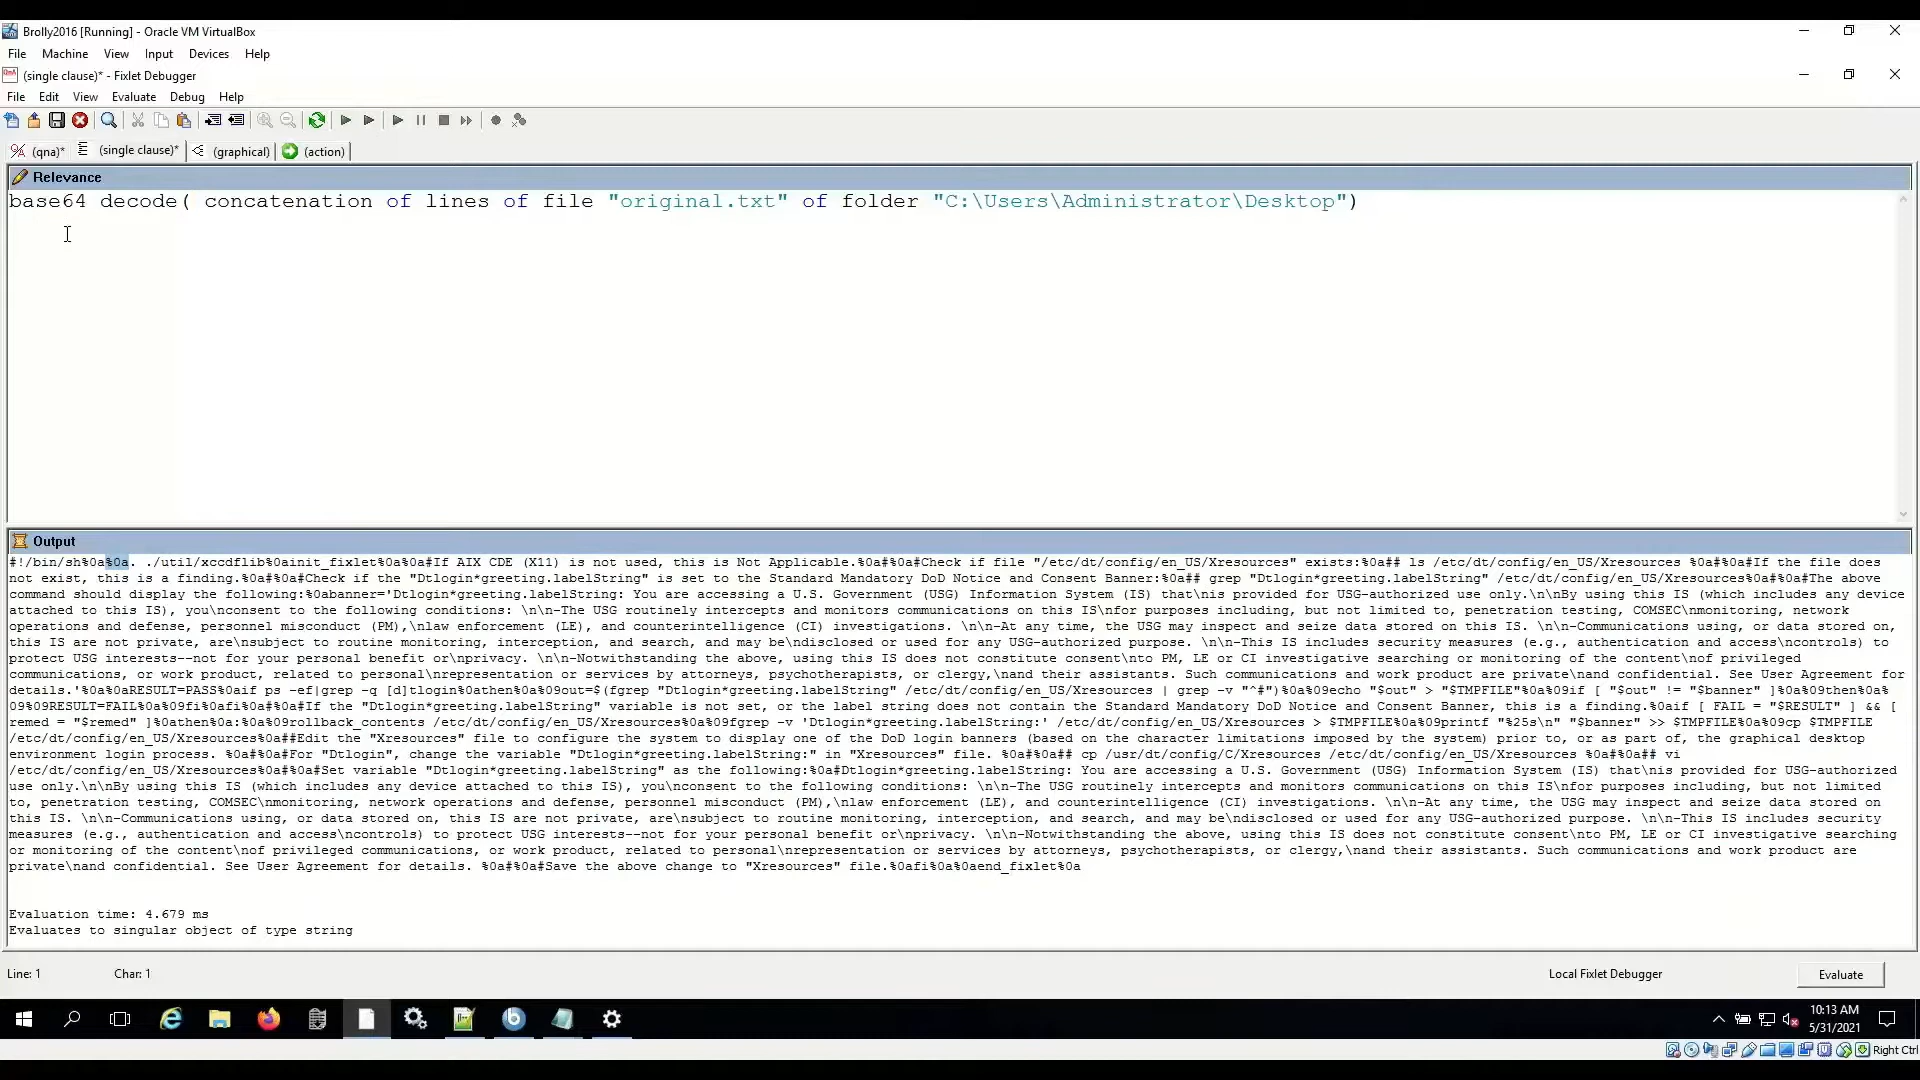 Brolly2016 [Running] - Oracle VM VirtualBox
File Machine View Input Devices Help
(single clause)* - Fixlet Debugger
File Edit View Evaluate Debug Help
(qna)* (single clause)* (graphical) (action)
Relevance
base64 decode( concatenation of lines of file "original.txt" of folder "C:\Users\Administrator\Desktop")
Output
#!/bin/sh%0a%0a. ./util/xccdflib%0ainit_fixlet%0a%0a#If AIX CDE (X11) is not used, this is Not Applicable.%0a#%0a#Check if file "/etc/dt/config/en_US/Xresources" exists:%0a## ls /etc/dt/config/en_US/Xresources %0a#%0a#If the file does
not exist, this is a finding.%0a#%0a#Check if the "Dtlogin*greeting.labelString" is set to the Standard Mandatory DoD Notice and Consent Banner:%0a## grep "Dtlogin*greeting.labelString" /etc/dt/config/en_US/Xresources%0a#%0a#The above
command should display the following:%0abanner='Dtlogin*greeting.labelString: You are accessing a U.S. Government (USG) Information System (IS) that\nis provided for USG-authorized use only.\n\nBy using this IS (which includes any device
attached to this IS), you\nconsent to the following conditions: \n\n-The USG routinely intercepts and monitors communications on this IS\nfor purposes including, but not limited to, penetration testing, COMSEC\nmonitoring, network
operations and defense, personnel misconduct (PM),\nlaw enforcement (LE), and counterintelligence (CI) investigations. \n\n-At any time, the USG may inspect and seize data stored on this IS. \n\n-Communications using, or data stored on,
this IS are not private, are\nsubject to routine monitoring, interception, and search, and may be\ndisclosed or used for any USG-authorized purpose. \n\n-This IS includes security measures (e.g., authentication and access\ncontrols) to
protect USG interests--not for your personal benefit or\nprivacy. \n\n-Notwithstanding the above, using this IS does not constitute consent\nto PM, LE or CI investigative searching or monitoring of the content\nof privileged
communications, or work product, related to personal\nrepresentation or services by attorneys, psychotherapists, or clergy,\nand their assistants. Such communications and work product are private\nand confidential. See User Agreement for
details.'%0a%0aRESULT=PASS%0aif ps -ef|grep -q [d]tlogin%0athen%0a%09out=$(fgrep "Dtlogin*greeting.labelString" /etc/dt/config/en_US/Xresources | grep -v "^#")%0a%09echo "$out" > "$TMPFILE"%0a%09if [ "$out" != "$banner" ]%0a%09then%0a%
09%09RESULT=FAIL%0a%09fi%0afi%0a#%0a#If the "Dtlogin*greeting.labelString" variable is not set, or the label string does not contain the Standard Mandatory DoD Notice and Consent Banner, this is a finding.%0aif [ FAIL = "$RESULT" ] && [
remed = "$remed" ]%0athen%0a:%0a%09rollback_contents /etc/dt/config/en_US/Xresources%0a%09fgrep -v 'Dtlogin*greeting.labelString:' /etc/dt/config/en_US/Xresources > $TMPFILE%0a%09printf "%25s\n" "$banner" >> $TMPFILE%0a%09cp $TMPFILE
/etc/dt/config/en_US/Xresources%0a##Edit the "Xresources" file to configure the system to display one of the DoD login banners (based on the character limitations imposed by the system) prior to, or as part of, the graphical desktop
environment login process. %0a#%0a#For "Dtlogin", change the variable "Dtlogin*greeting.labelString:" in "Xresources" file. %0a#%0a## cp /usr/dt/config/C/Xresources /etc/dt/config/en_US/Xresources %0a#%0a## vi
/etc/dt/config/en_US/Xresources%0a#%0a#Set variable "Dtlogin*greeting.labelString" as the following:%0a#Dtlogin*greeting.labelString: You are accessing a U.S. Government (USG) Information System (IS) that\nis provided for USG-authorized
use only.\n\nBy using this IS (which includes any device attached to this IS), you\nconsent to the following conditions: \n\n-The USG routinely intercepts and monitors communications on this IS\nfor purposes including, but not limited
to, penetration testing, COMSEC\nmonitoring, network operations and defense, personnel misconduct (PM),\nlaw enforcement (LE), and counterintelligence (CI) investigations. \n\n-At any time, the USG may inspect and seize data stored on
this IS. \n\n-Communications using, or data stored on, this IS are not private, are\nsubject to routine monitoring, interception, and search, and may be\ndisclosed or used for any USG-authorized purpose. \n\n-This IS includes security
measures (e.g., authentication and access\ncontrols) to protect USG interests--not for your personal benefit or\nprivacy. \n\n-Notwithstanding the above, using this IS does not constitute consent\nto PM, LE or CI investigative searching
or monitoring of the content\nof privileged communications, or work product, related to personal\nrepresentation or services by attorneys, psychotherapists, or clergy,\nand their assistants. Such communications and work product are
private\nand confidential. See User Agreement for details. %0a#%0a#Save the above change to "Xresources" file.%0afi%0a%0aend_fixlet%0a
Evaluation time: 4.679 ms
Evaluates to singular object of type string
Line: 1 Char: 1 Local Fixlet Debugger Evaluate
10:13 AM
5/31/2021
Right Ctrl